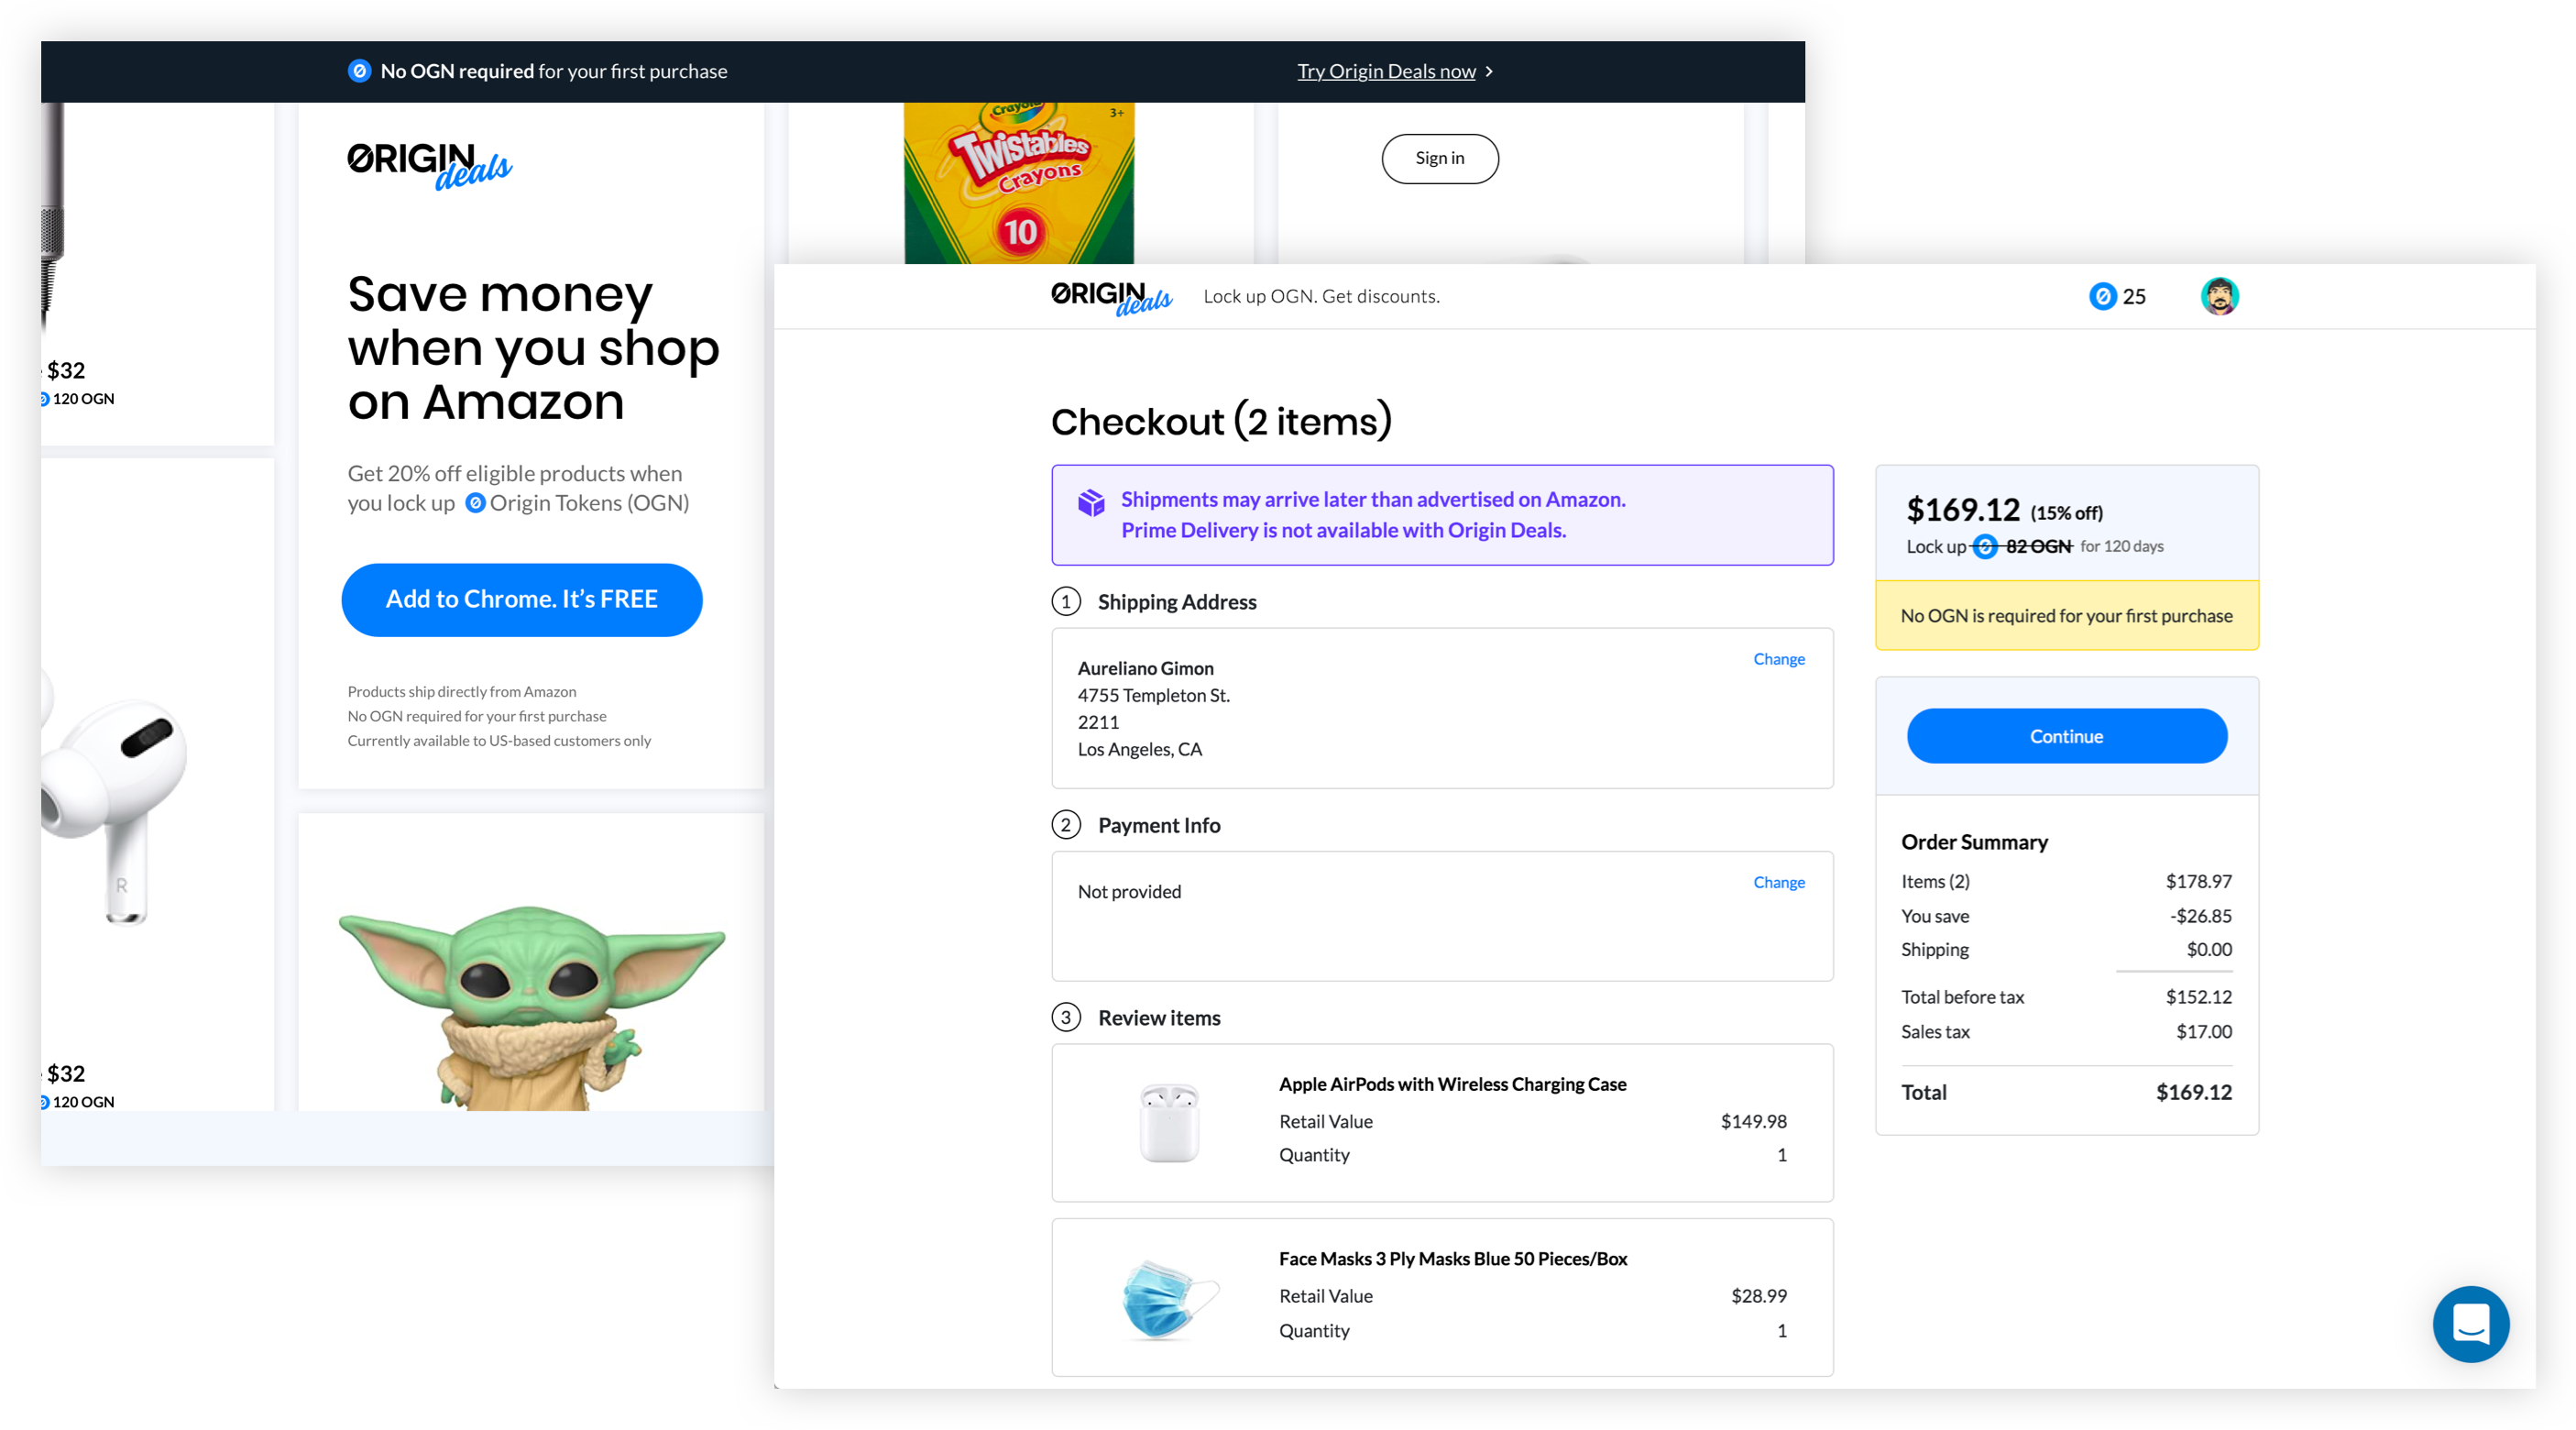 No OGN required for your first purchase
Try Origin Deals now
ORIGIN
deals
Save money
when you shop
on Amazon
Get 20% off eligible products when
you lock up Origin Tokens (OGN)
Add to Chrome. It's FREE
Products ship directly from Amazon
No OGN required for your first purchase
Currently available to US-based customers only
$32
120 OGN
R
$32
120 OGN
Crayola
3+
Twistables
Crayons
10
Sign in
ORIGIN
deals
Lock up OGN. Get discounts.
25
Checkout (2 items)
Shipments may arrive later than advertised on Amazon.
Prime Delivery is not available with Origin Deals.
1 Shipping Address
Aureliano Gimon
Change
4755 Templeton St.
2211
Los Angeles, CA
2 Payment Info
Not provided
Change
3 Review items
Apple AirPods with Wireless Charging Case
Retail Value $149.98
Quantity 1
Face Masks 3 Ply Masks Blue 50 Pieces/Box
Retail Value $28.99
Quantity 1
$169.12 (15% off)
Lock up 82 OGN for 120 days
No OGN is required for your first purchase
Continue
Order Summary
Items (2) $178.97
You save -$26.85
Shipping $0.00
Total before tax $152.12
Sales tax $17.00
Total $169.12